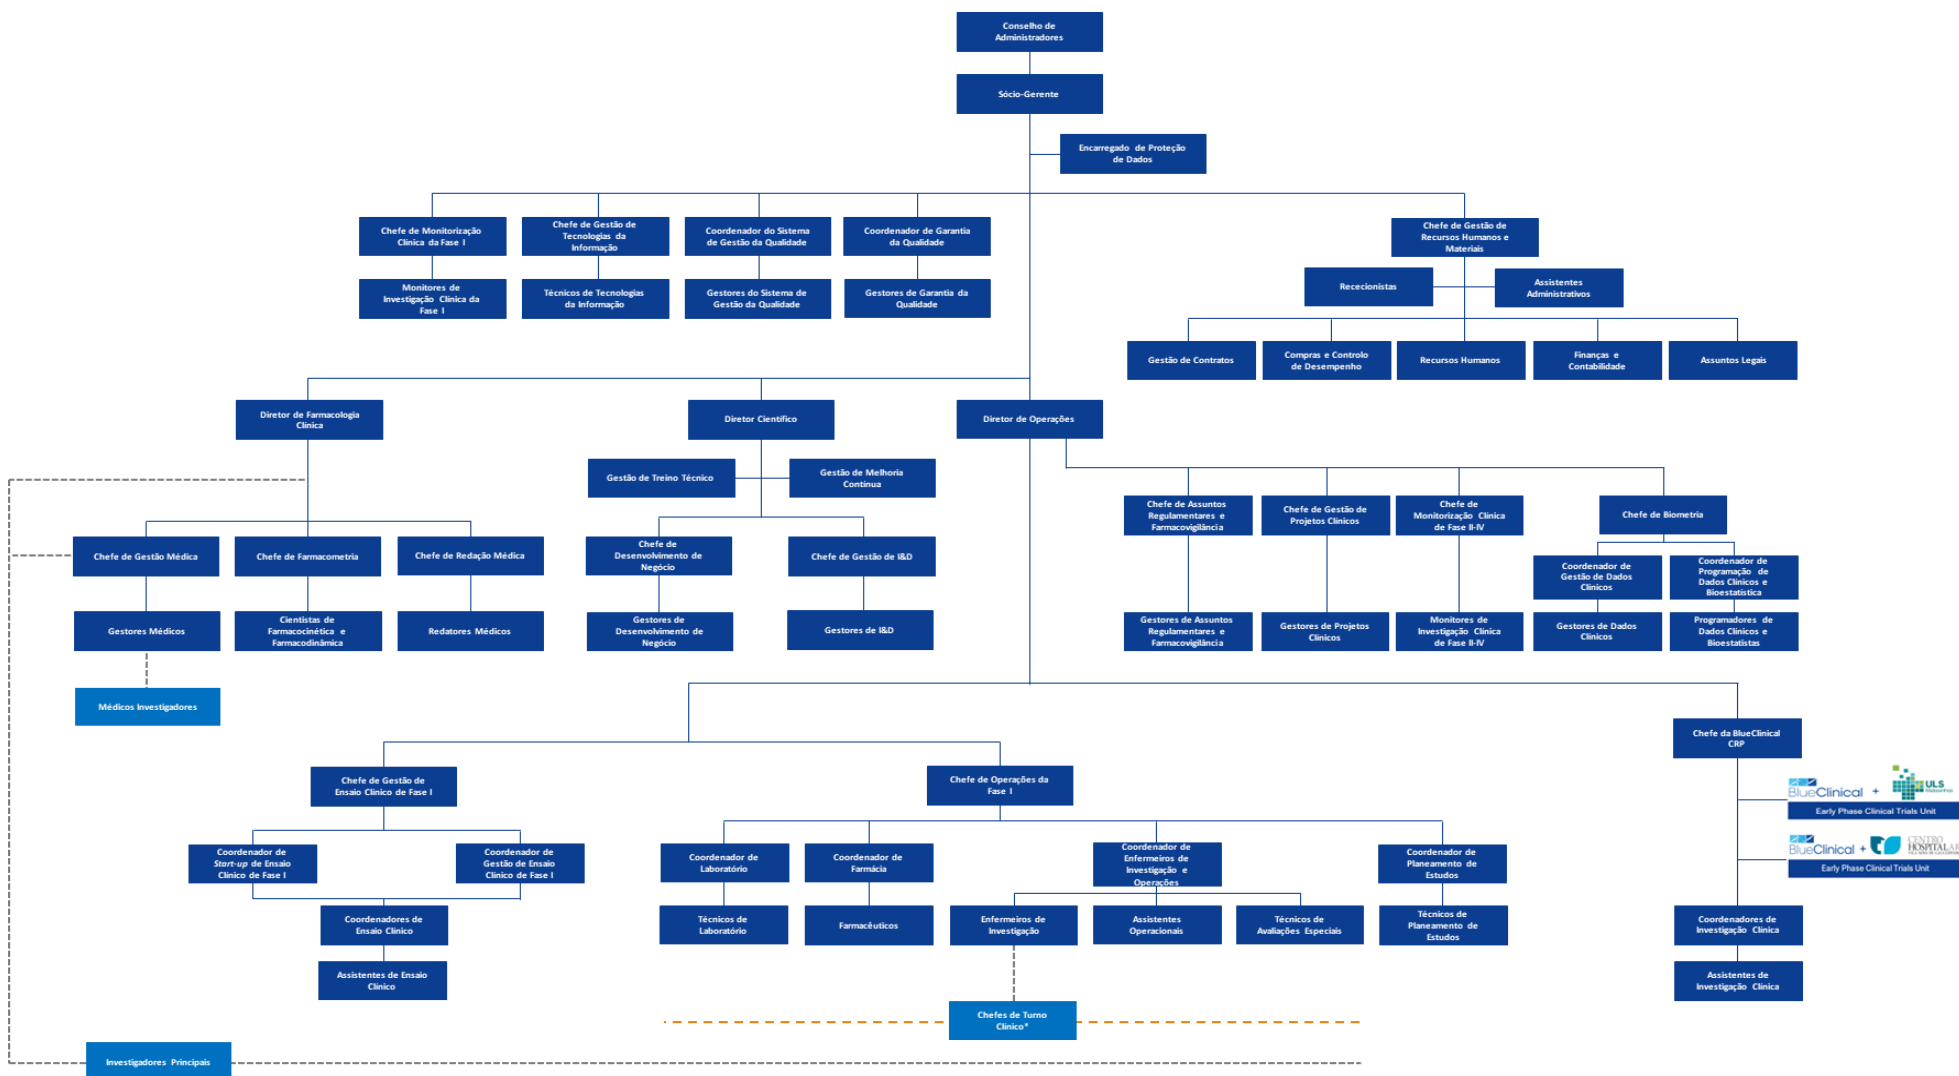 Conselho de
Administradores
Sócio-Gerente
Encarregado de Proteção
de Dados
Chefe de Monitorização
Clínica da Fase I
Chefe de Gestão de
Tecnologias da
Informação
Coordenador do Sistema
de Gestão da Qualidade
Coordenador de Garantia
da Qualidade
Chefe de Gestão de
Recursos Humanos e
Materiais
Monitores de
Investigação Clínica da
Fase I
Técnicos de Tecnologias
da Informação
Gestores do Sistema de
Gestão da Qualidade
Gestores de Garantia da
Qualidade
Rececionistas
Assistentes
Administrativos
Gestão de Contratos
Compras e Controlo
de Desempenho
Recursos Humanos
Finanças e
Contabilidade
Assuntos Legais
Diretor de Farmacologia
Clínica
Diretor Científico
Diretor de Operações
Gestão de Treino Técnico
Gestão de Melhoria
Contínua
Chefe de Assuntos
Regulamentares e
Farmacovigilância
Chefe de Gestão de
Projetos Clínicos
Chefe de
Monitorização Clínica
de Fase II-IV
Chefe de Biometria
Chefe de Gestão Médica
Chefe de Farmacometria
Chefe de Redação Médica
Chefe de
Desenvolvimento de
Negócio
Chefe de Gestão de I&D
Coordenador de
Gestão de Dados
Clínicos
Coordenador de
Programação de
Dados Clínicos e
Bioestatística
Gestores Médicos
Cientistas de
Farmacocinética e
Farmacodinâmica
Redatores Médicos
Gestores de
Desenvolvimento de
Negócio
Gestores de I&D
Gestores de Assuntos
Regulamentares e
Farmacovigilância
Gestores de Projetos
Clínicos
Monitores de
Investigação Clínica
de Fase II-IV
Gestores de Dados
Clínicos
Programadores de
Dados Clínicos e
Bioestatistas
Médicos Investigadores
Chefe da BlueClinical
CRP
Chefe de Gestão de
Ensaio Clínico de Fase I
Chefe de Operações da
Fase I
BlueClinical + ULS
Matosinhos
Early Phase Clinical Trials Unit
BlueClinical + CENTRO
HOSPITALAR
Early Phase Clinical Trials Unit
Coordenador de
Start-up de Ensaio
Clínico de Fase I
Coordenador de
Gestão de Ensaio
Clínico de Fase I
Coordenador de
Laboratório
Coordenador de
Farmácia
Coordenador de
Enfermeiros de
Investigação e
Operações
Coordenador de
Planeamento de
Estudos
Coordenadores de
Ensaio Clínico
Técnicos de
Laboratório
Farmacêuticos
Enfermeiros de
Investigação
Assistentes
Operacionais
Técnicos de
Avaliações Especiais
Técnicos de
Planeamento de
Estudos
Coordenadores de
Investigação Clínica
Assistentes de Ensaio
Clínico
Assistentes de
Investigação Clínica
Chefes de Turno
Clínico*
Investigadores Principais